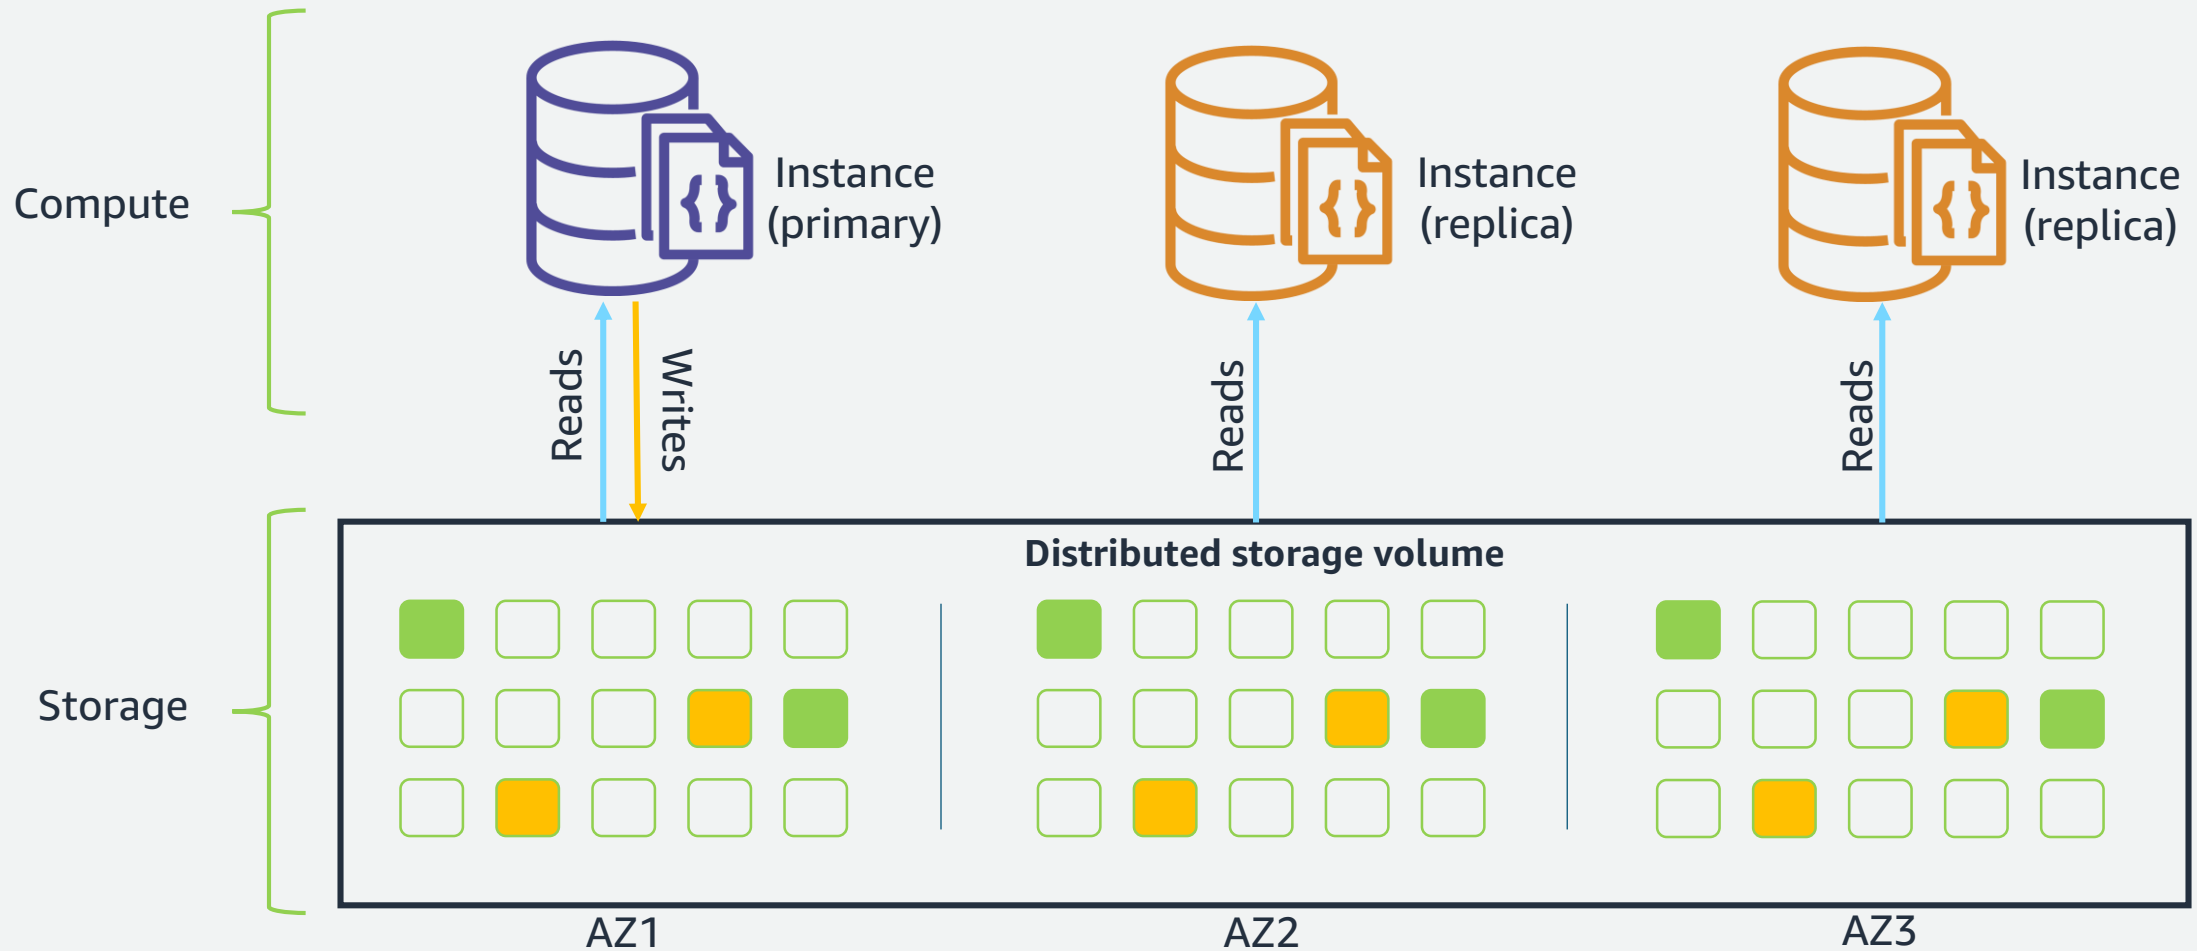 Compute
Instance
(primary)
{}
Instance
(replica)
{}
Instance
(replica)
{}
Reads
Writes
Reads
Reads
Storage
Distributed storage volume
AZ1
AZ2
AZ3